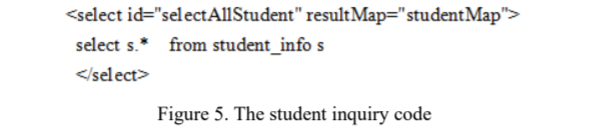 <select id="selectAllStudent" resultMap="studentMap">
select s.* from student_info s
</select>
Figure 5. The student inquiry code